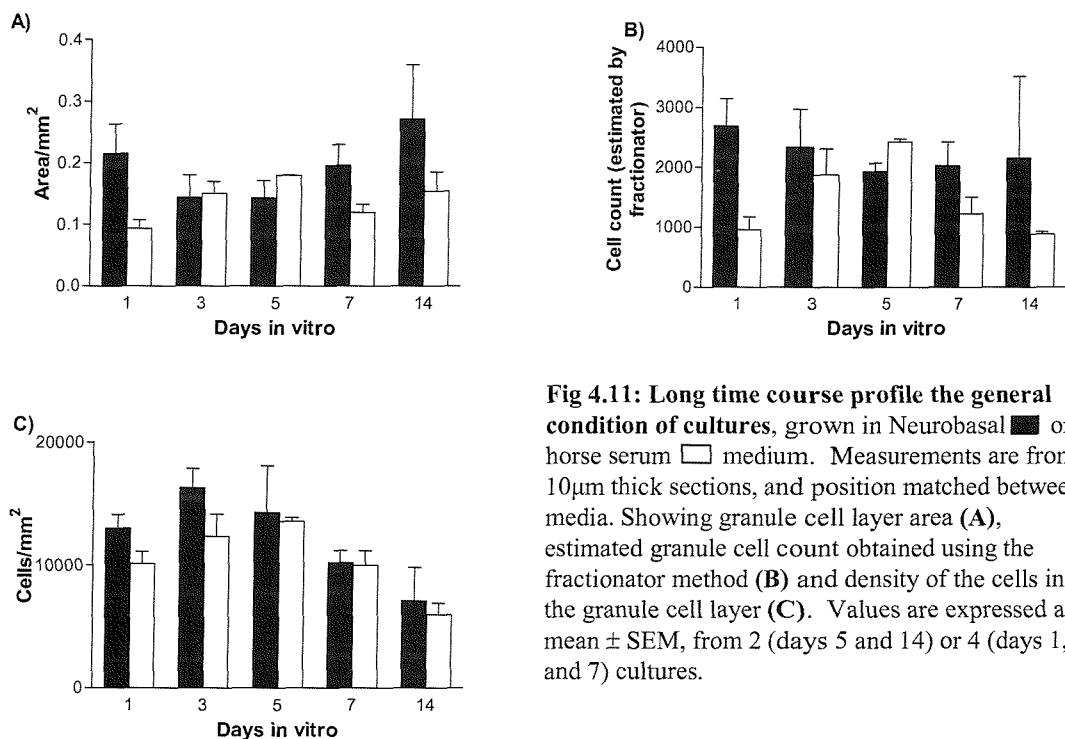 A)
0.4
0.3
0.2
0.1
0.0
Area/mm²
1 3 5 7 14
Days in vitro
B)
4000
3000
2000
1000
0
Cell count (estimated by
fractionator)
1 3 5 7 14
Days in vitro
C)
20000
10000
0
Cells/mm²
1 3 5 7 14
Days in vitro
Fig 4.11: Long time course profile the general
condition of cultures, grown in Neurobasal ■ o
horse serum □ medium. Measurements are fro
10µm thick sections, and position matched betwe
media. Showing granule cell layer area (A),
estimated granule cell count obtained using the
fractionator method (B) and density of the cells in
the granule cell layer (C). Values are expressed a
mean ± SEM, from 2 (days 5 and 14) or 4 (days 1,
and 7) cultures.